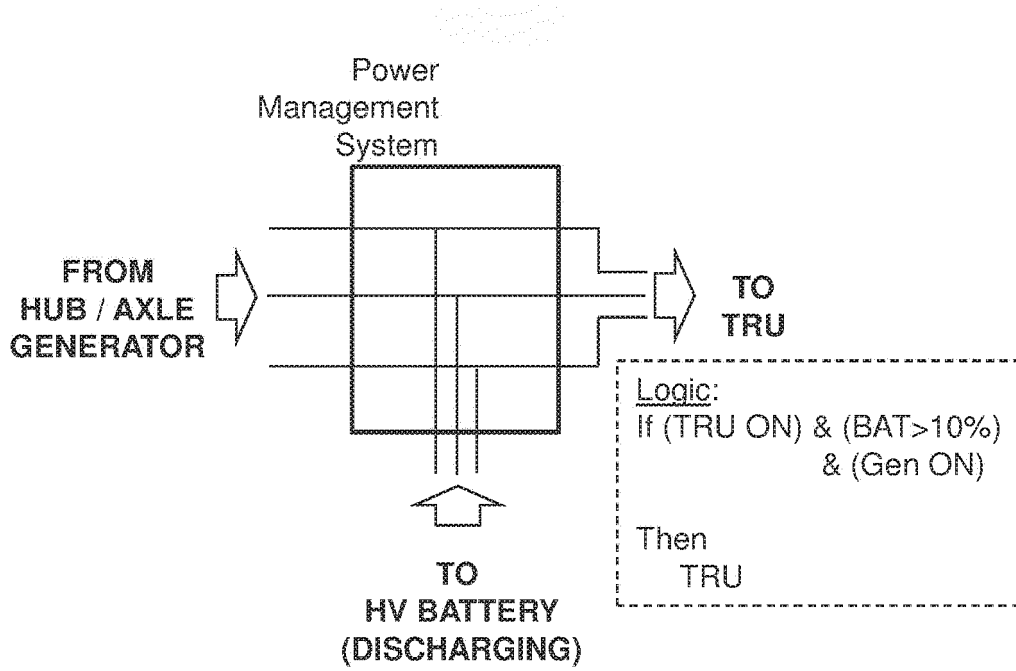 Power
Management
System
FROM
HUB / AXLE
GENERATOR
TO
TRU
Logic:
If (TRU ON) & (BAT>10%)
& (Gen ON)
Then
TRU
TO
HV BATTERY
(DISCHARGING)